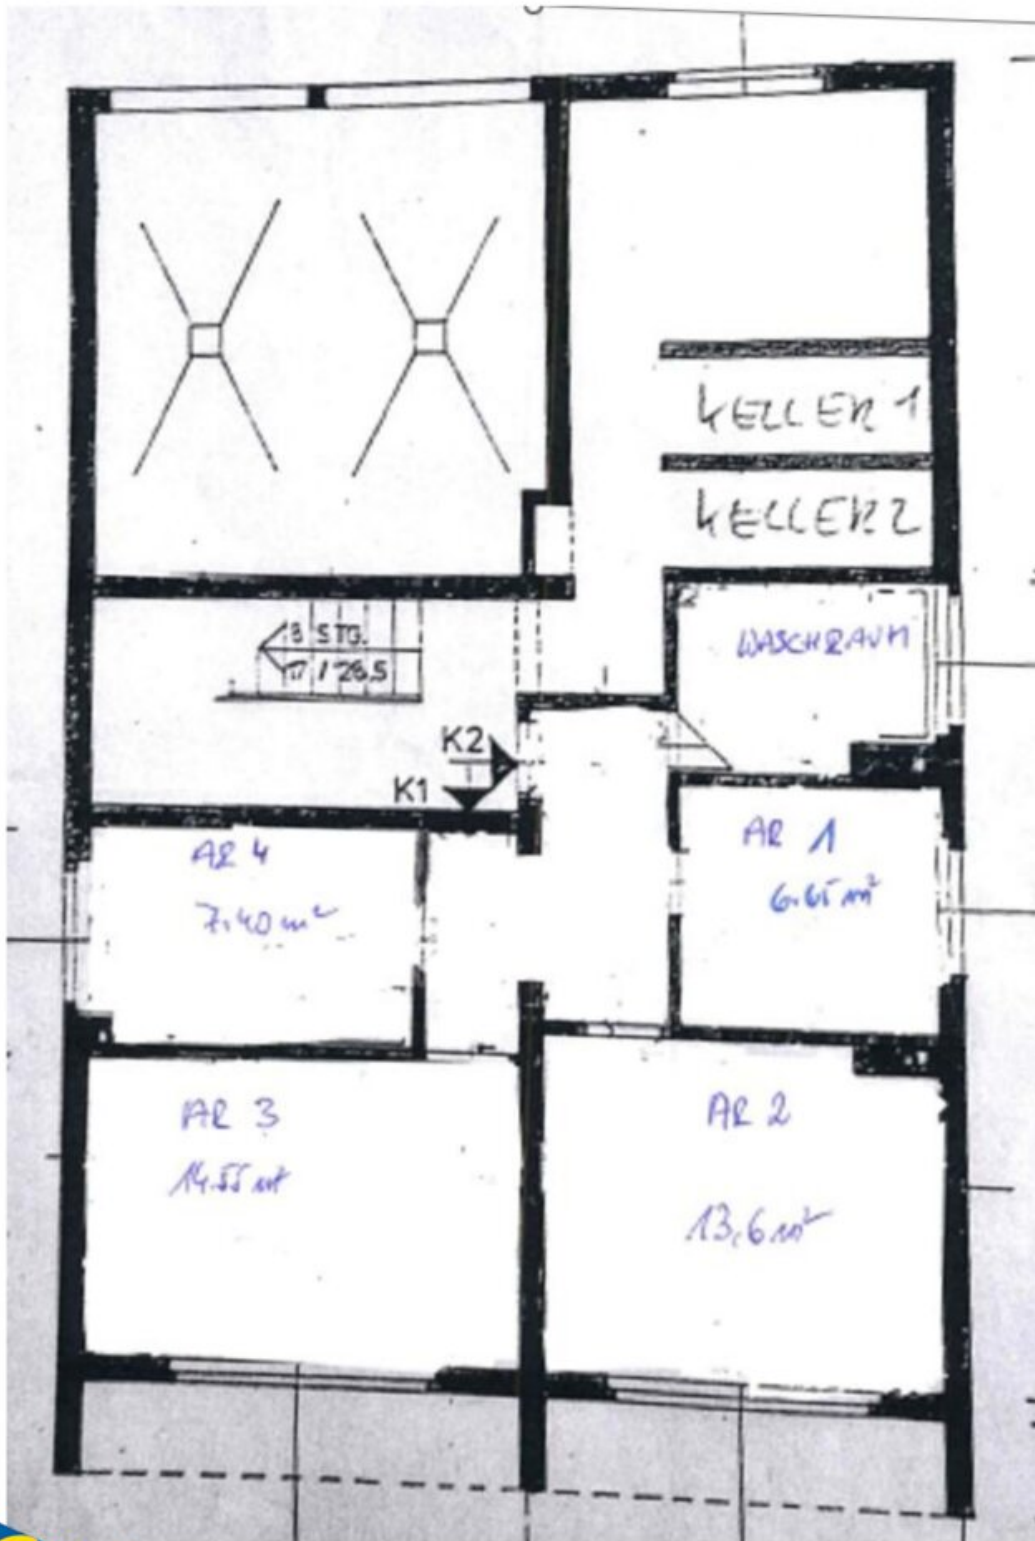 KELLER 1
KELLER 2
WASCHRAUM
8 STG.
17 / 28.5
K2
K1
AR 4
7.40 m²
AR 1
6.65 m²
AR 3
14.55 m²
AR 2
13,6 m²